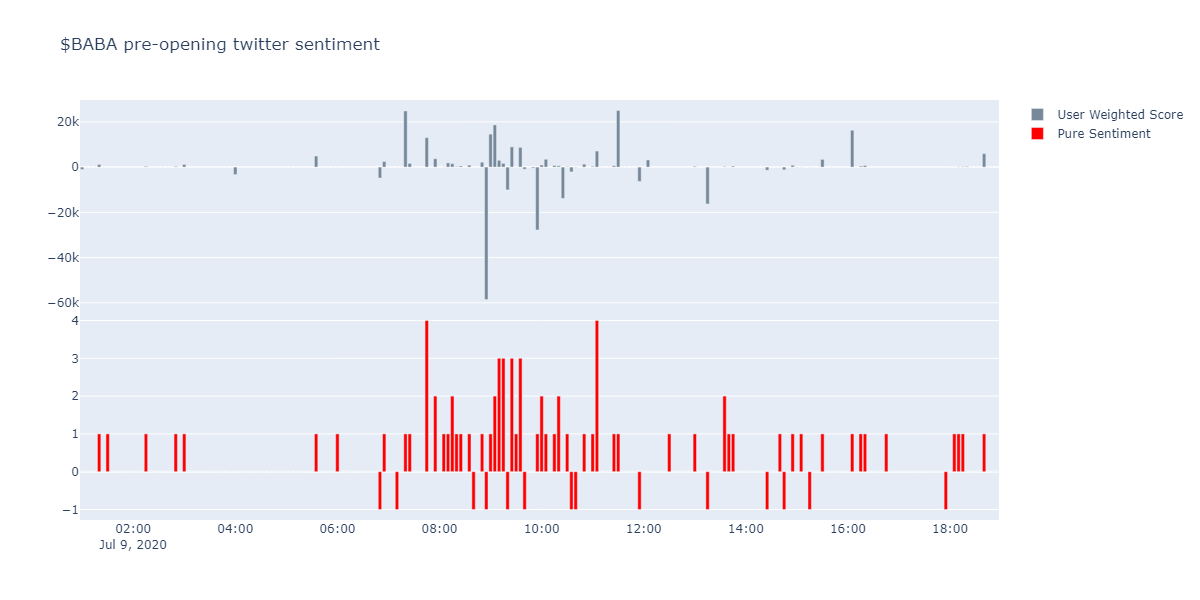 $BABA pre-opening twitter sentiment
User Weighted Score
Pure Sentiment
20k
0
−20k
−40k
−60k
4
3
2
1
0
−1
02:00 04:00 06:00 08:00 10:00 12:00 14:00 16:00 18:00
Jul 9, 2020